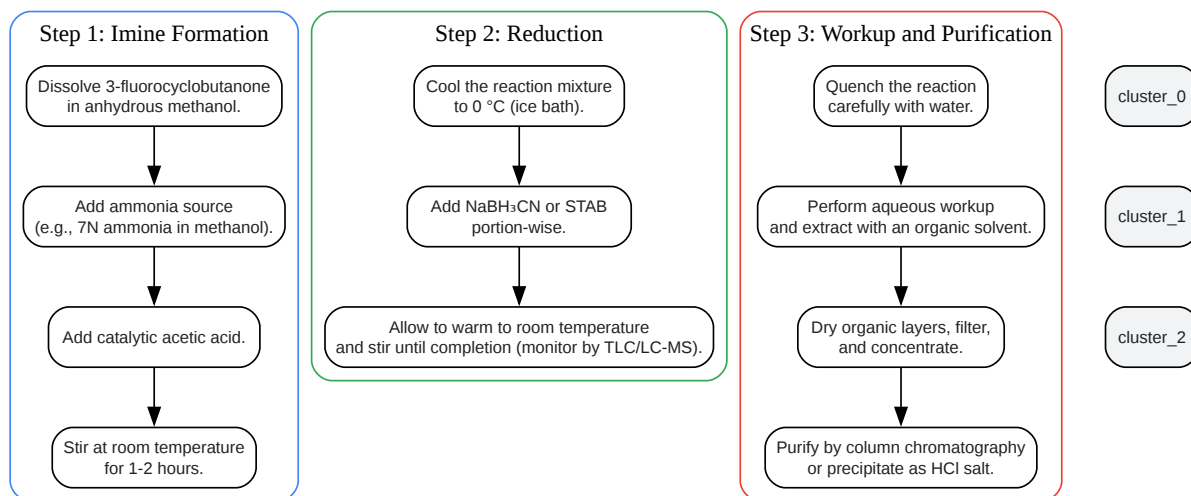 Step 1: Imine Formation
Dissolve 3-fluorocyclobutanone
in anhydrous methanol.
Add ammonia source
(e.g., 7N ammonia in methanol).
Add catalytic acetic acid.
Stir at room temperature
for 1-2 hours.
Step 2: Reduction
Cool the reaction mixture
to 0 °C (ice bath).
Add NaBH₃CN or STAB
portion-wise.
Allow to warm to room temperature
and stir until completion (monitor by TLC/LC-MS).
Step 3: Workup and Purification
Quench the reaction
carefully with water.
Perform aqueous workup
and extract with an organic solvent.
Dry organic layers, filter,
and concentrate.
Purify by column chromatography
or precipitate as HCl salt.
cluster_0
cluster_1
cluster_2